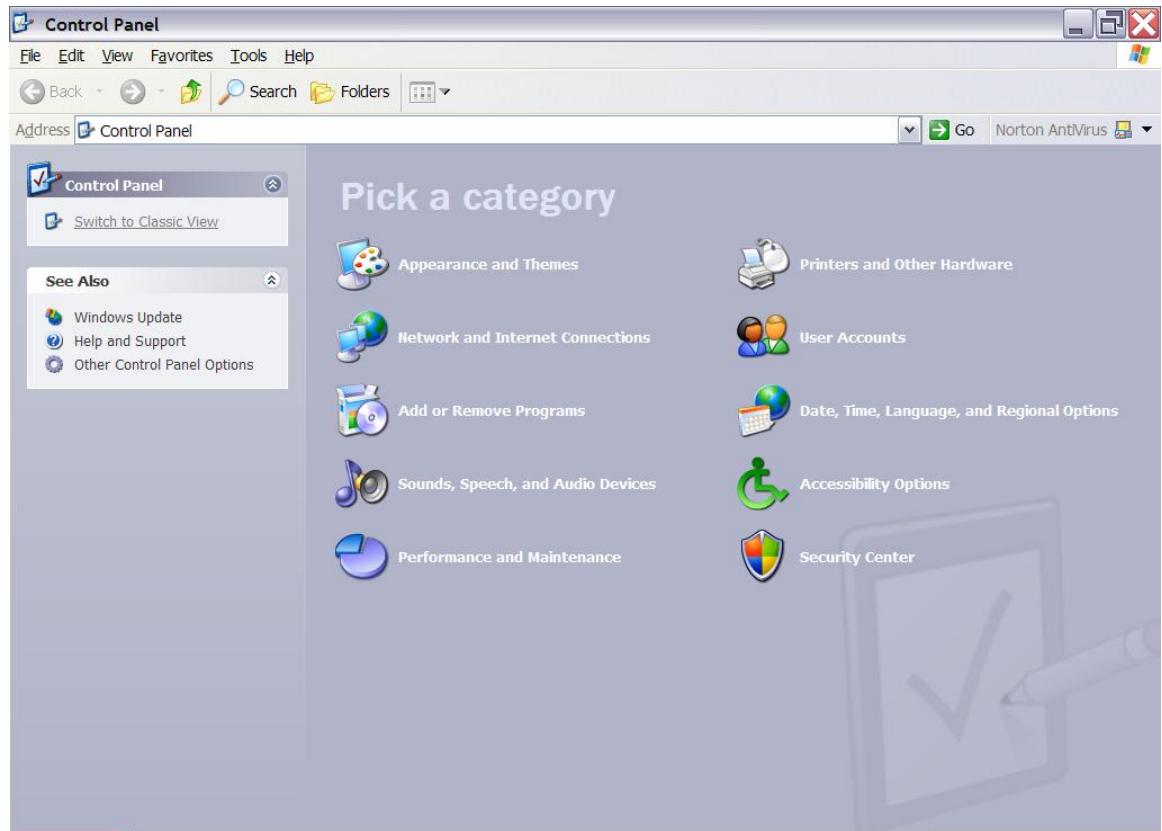 Control Panel
File Edit View Favorites Tools Help
Back Search Folders
Address Control Panel Go Norton AntiVirus
Control Panel
Switch to Classic View
See Also
Windows Update
Help and Support
Other Control Panel Options
Pick a category
Appearance and Themes
Printers and Other Hardware
Network and Internet Connections
User Accounts
Add or Remove Programs
Date, Time, Language, and Regional Options
Sounds, Speech, and Audio Devices
Accessibility Options
Performance and Maintenance
Security Center